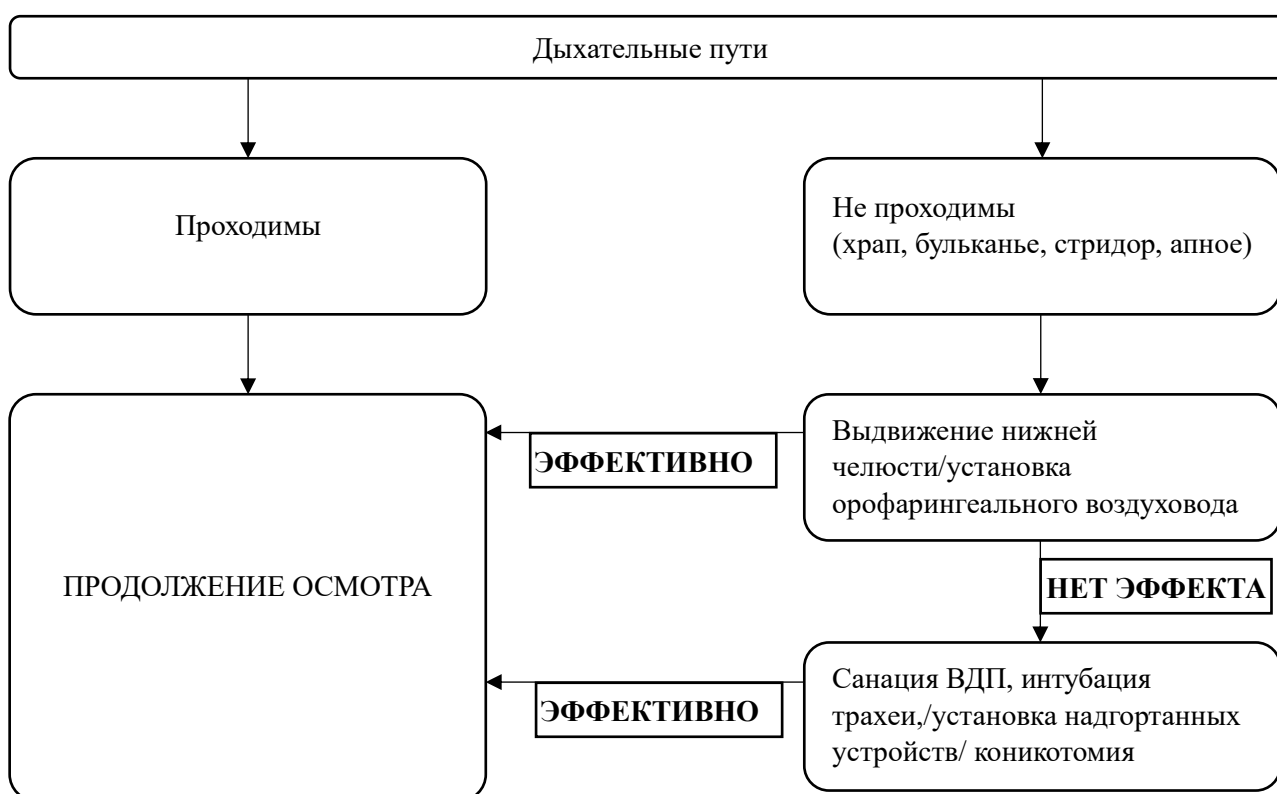 Дыхательные пути
Проходимы
Не проходимы
(храп, бульканье, стридор, апное)
Выдвижение нижней
челюсти/установка
орофарингеального воздуховода
ЭФФЕКТИВНО
ПРОДОЛЖЕНИЕ ОСМОТРА
НЕТ ЭФФЕКТА
Санация ВДП, интубация
трахеи,/установка надгортанных
устройств/ коникотомия
ЭФФЕКТИВНО